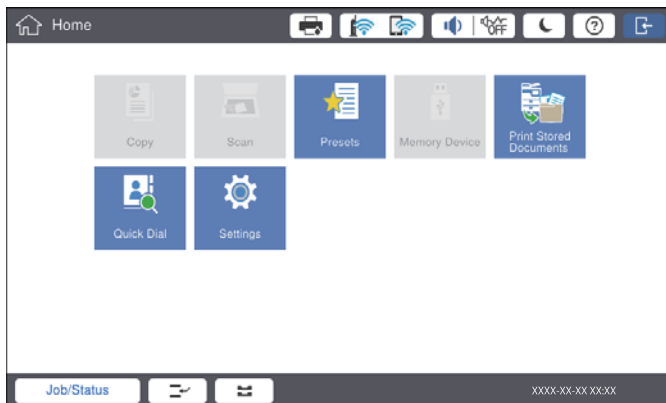 Home
OFF
Copy
Scan
Presets
Memory Device
Print Stored
Documents
Quick Dial
Settings
Job/Status
XXXX-XX-XX XX:XX